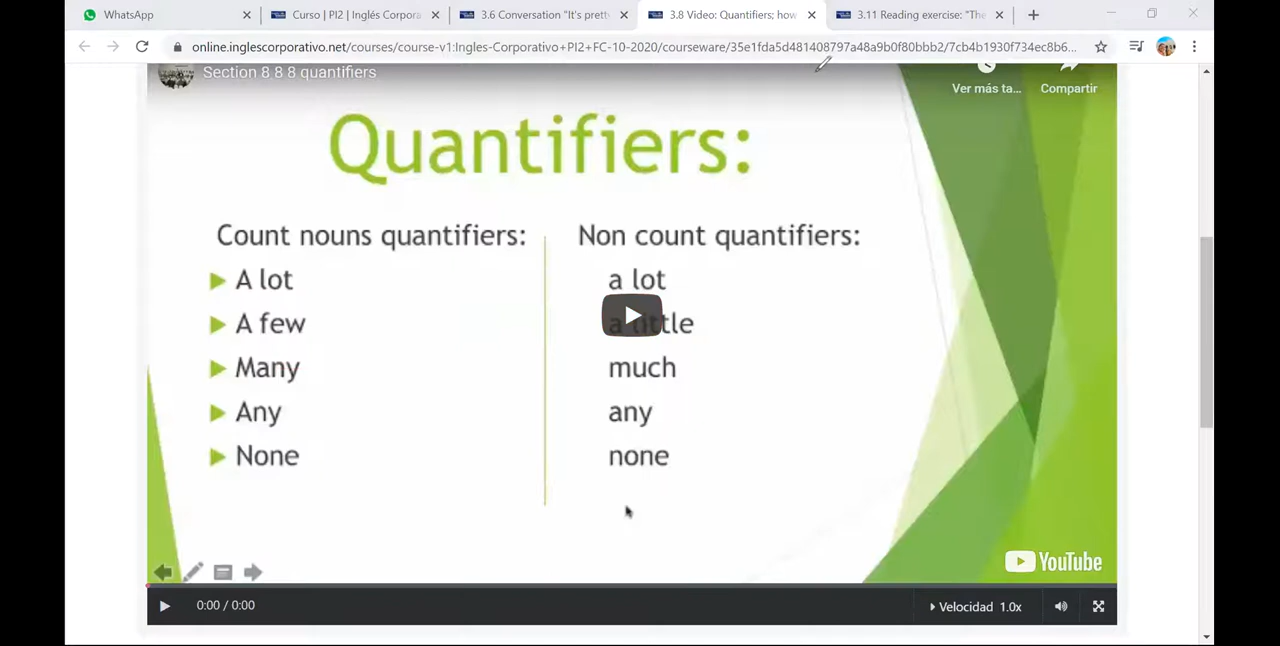 WhatsApp
Curso | PI2 | Inglés Corpora
3.6 Conversation "It's prett
3.8 Video: Quantifiers; how
3.11 Reading exercise: "The
online.inglescorporativo.net/courses/course-v1:Ingles-Corporativo+PI2+FC-10-2020/courseware/35e1fda5d481408797a48a9b0f80bbb2/7cb4b1930f734ec8b6...
Section 8 8 8 quantifiers
Ver más ta...
Compartir
Quantifiers:
Count nouns quantifiers:
A lot
A few
Many
Any
None
Non count quantifiers:
a lot
a little
much
any
none
YouTube
0:00 / 0:00
Velocidad 1.0x